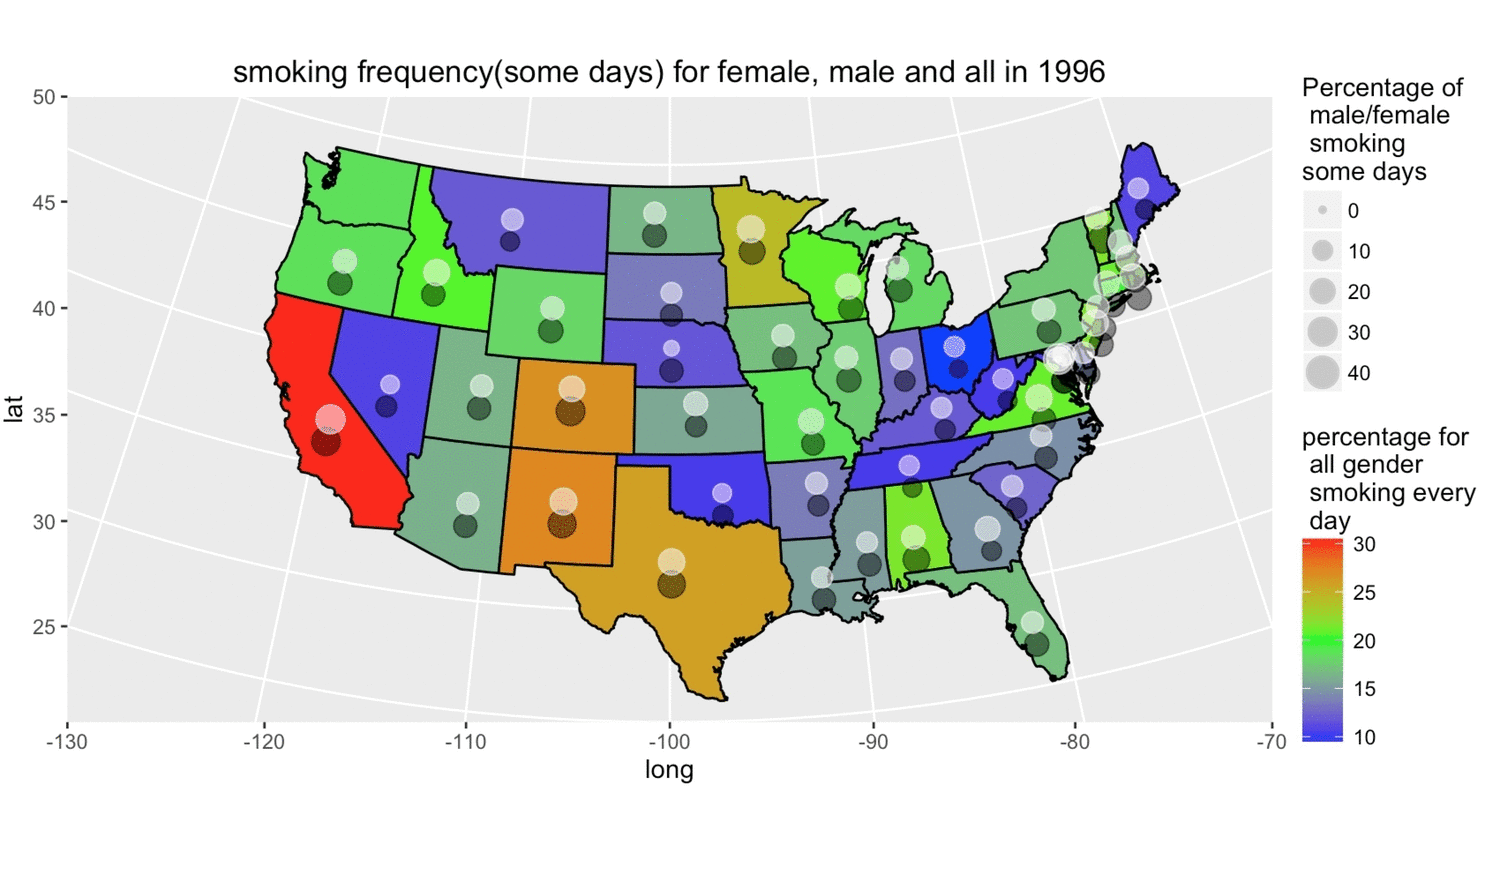 smoking frequency(some days) for female, male and all in 1996
50
45
40
35
30
25
lat
-130
-120
-110
-100
-90
-80
-70
long
Percentage of
male/female
smoking
some days
0
10
20
30
40
percentage for
all gender
smoking every
day
30
25
20
15
10